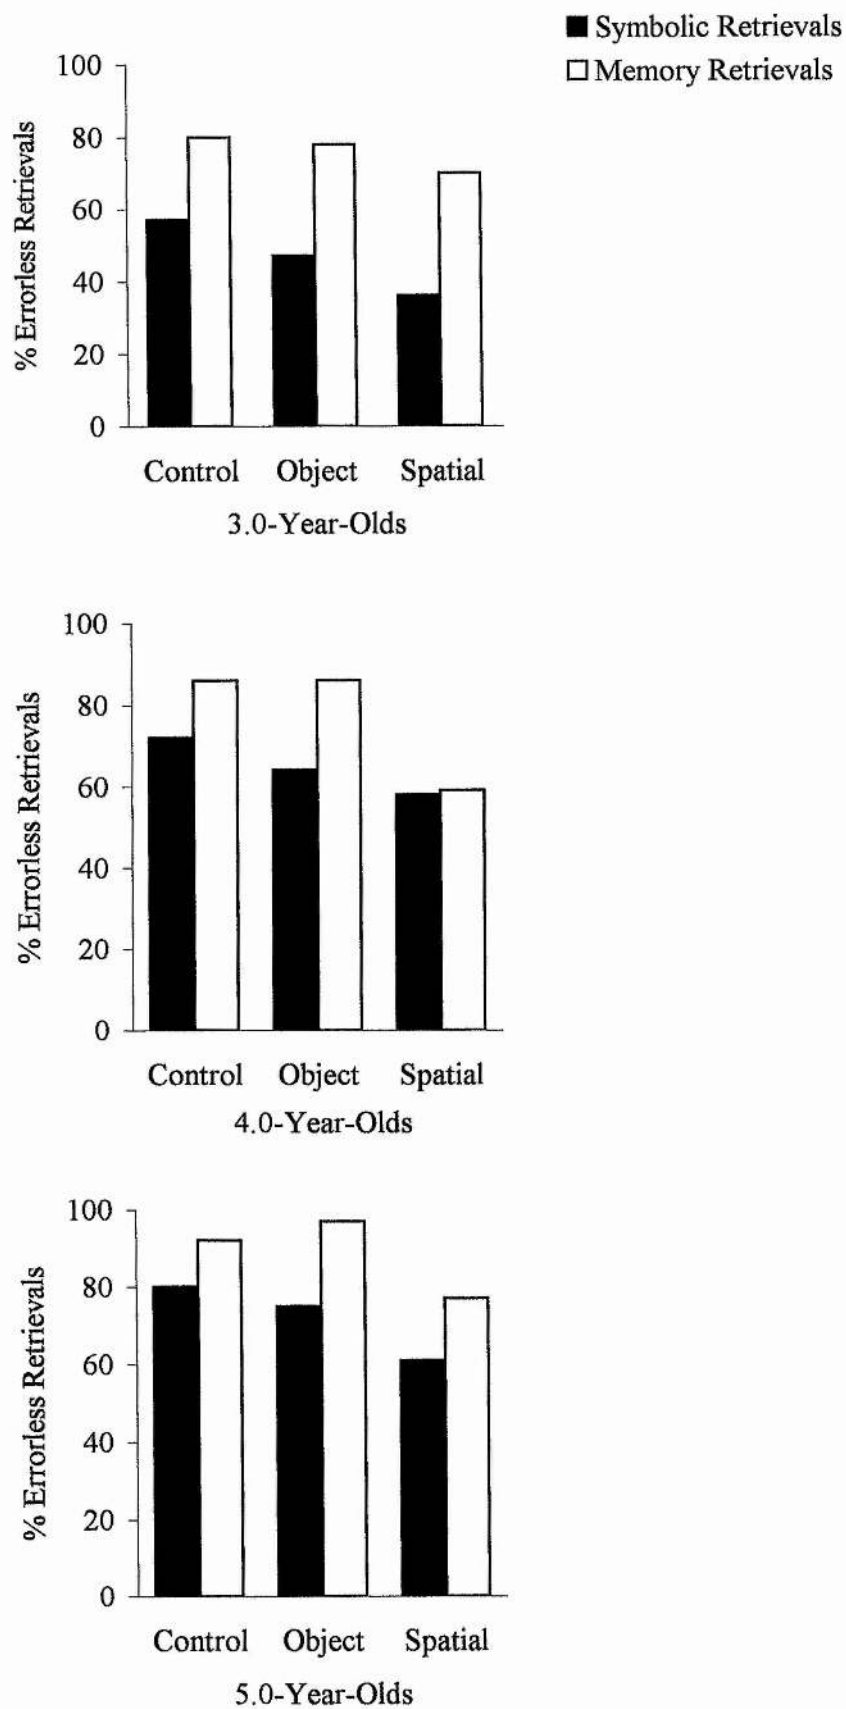 Symbolic Retrievals
Memory Retrievals
% Errorless Retrievals
100
80
60
40
20
0
Control Object Spatial
3.0-Year-Olds
% Errorless Retrievals
100
80
60
40
20
0
Control Object Spatial
4.0-Year-Olds
% Errorless Retrievals
100
80
60
40
20
0
Control Object Spatial
5.0-Year-Olds